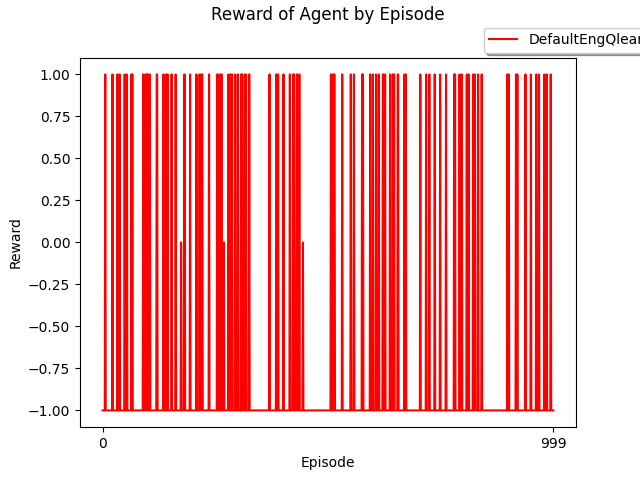 Reward of Agent by Episode
DefaultEngQlear
1.00
0.75
0.50
0.25
0.00
−0.25
−0.50
−0.75
−1.00
Reward
0 999
Episode